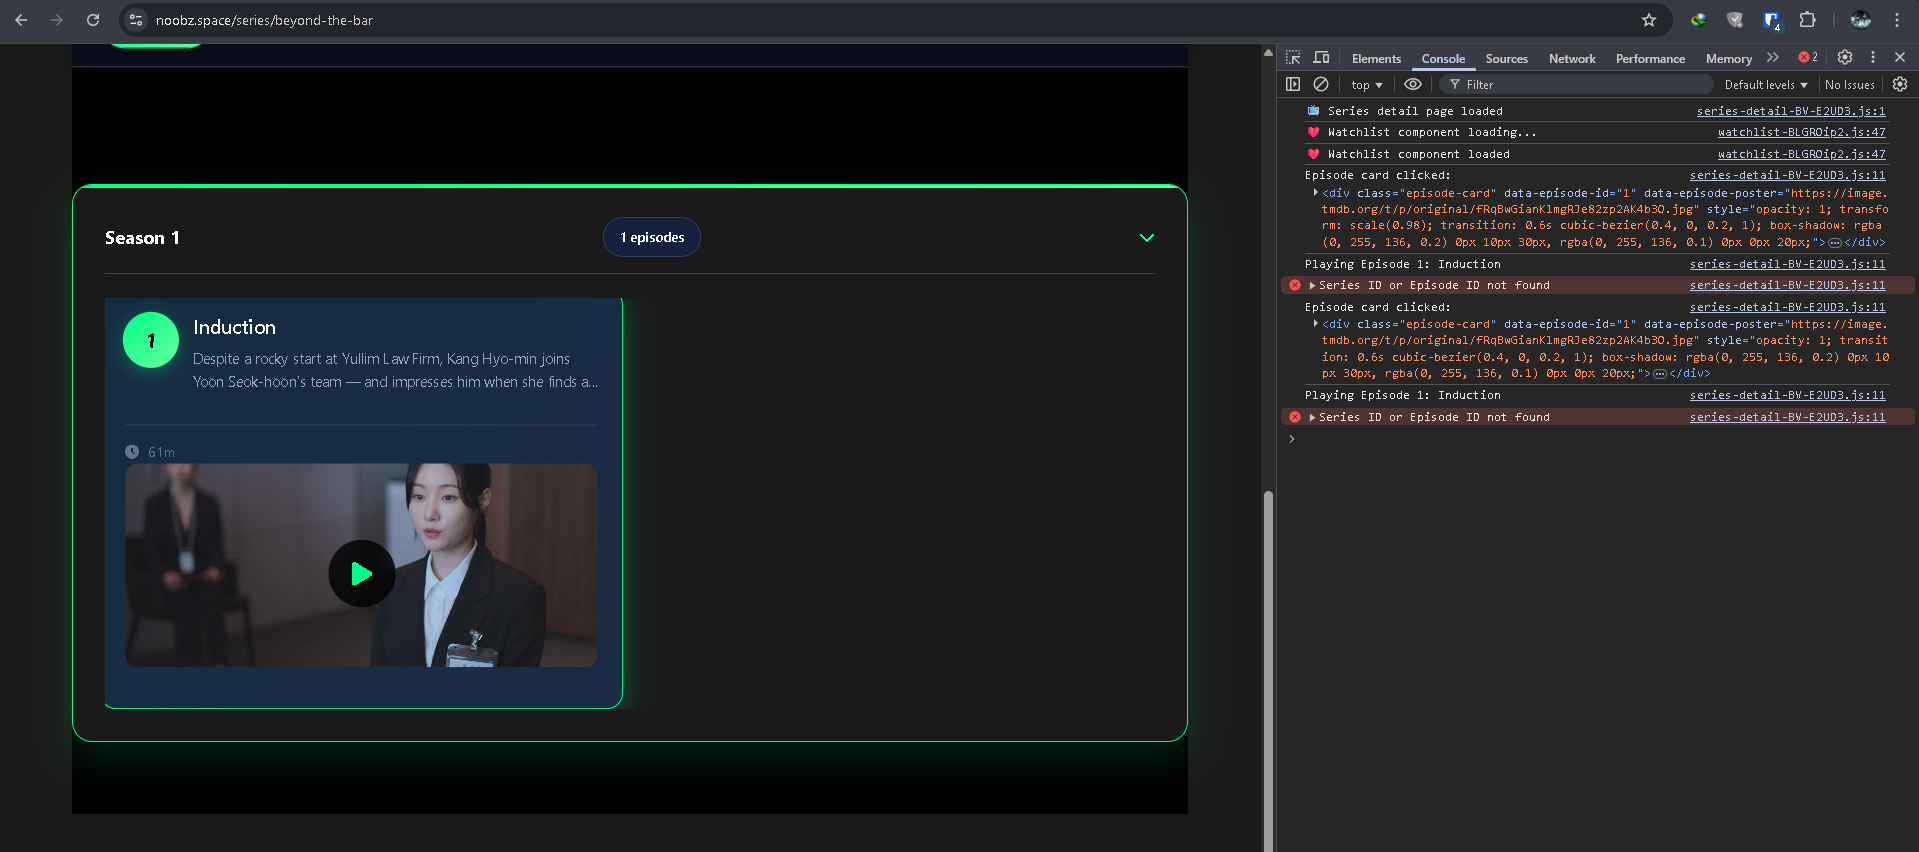 noobz.space/series/beyond-the-bar
4
Elements
Console
Sources
Network
Performance
Memory
2
top
Filter
Default levels
No Issues
Season 1
1 episodes
1
Induction
Despite a rocky start at Yullim Law Firm, Kang Hyo-min joins
Yoon Seok-hoon's team — and impresses him when she finds a...
61m
Series detail page loaded series-detail-BV-E2UD3.js:1
Watchlist component loading... watchlist-BLGROip2.js:47
Watchlist component loaded watchlist-BLGROip2.js:47
Episode card clicked: series-detail-BV-E2UD3.js:11
<div class="episode-card" data-episode-id="1" data-episode-poster="https://image.
tmdb.org/t/p/original/fRqBwGianKlmgRJe82zp2AK4b3O.jpg" style="opacity: 1; transfo
rm: scale(0.98); transition: 0.6s cubic-bezier(0.4, 0, 0.2, 1); box-shadow: rgba
(0, 255, 136, 0.2) 0px 10px 30px, rgba(0, 255, 136, 0.1) 0px 0px 20px;">…</div>
Playing Episode 1: Induction series-detail-BV-E2UD3.js:11
Series ID or Episode ID not found series-detail-BV-E2UD3.js:11
Episode card clicked: series-detail-BV-E2UD3.js:11
<div class="episode-card" data-episode-id="1" data-episode-poster="https://image.
tmdb.org/t/p/original/fRqBwGianKlmgRJe82zp2AK4b3O.jpg" style="opacity: 1; transit
ion: 0.6s cubic-bezier(0.4, 0, 0.2, 1); box-shadow: rgba(0, 255, 136, 0.2) 0px 10
px 30px, rgba(0, 255, 136, 0.1) 0px 0px 20px;">…</div>
Playing Episode 1: Induction series-detail-BV-E2UD3.js:11
Series ID or Episode ID not found series-detail-BV-E2UD3.js:11